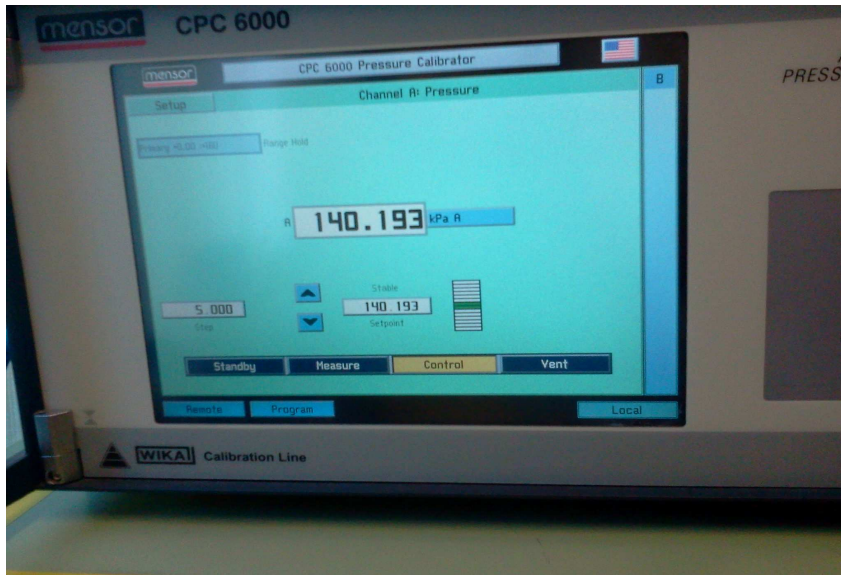 mensor CPC 6000
mensor CPC 6000 Pressure Calibrator
B
PRESS
Setup Channel A: Pressure
Range Hold
A 140.193 kPa A
Stable
5.000 140.193
Step Setpoint
Standby Measure Control Vent
Remote Program Local
WIKA Calibration Line